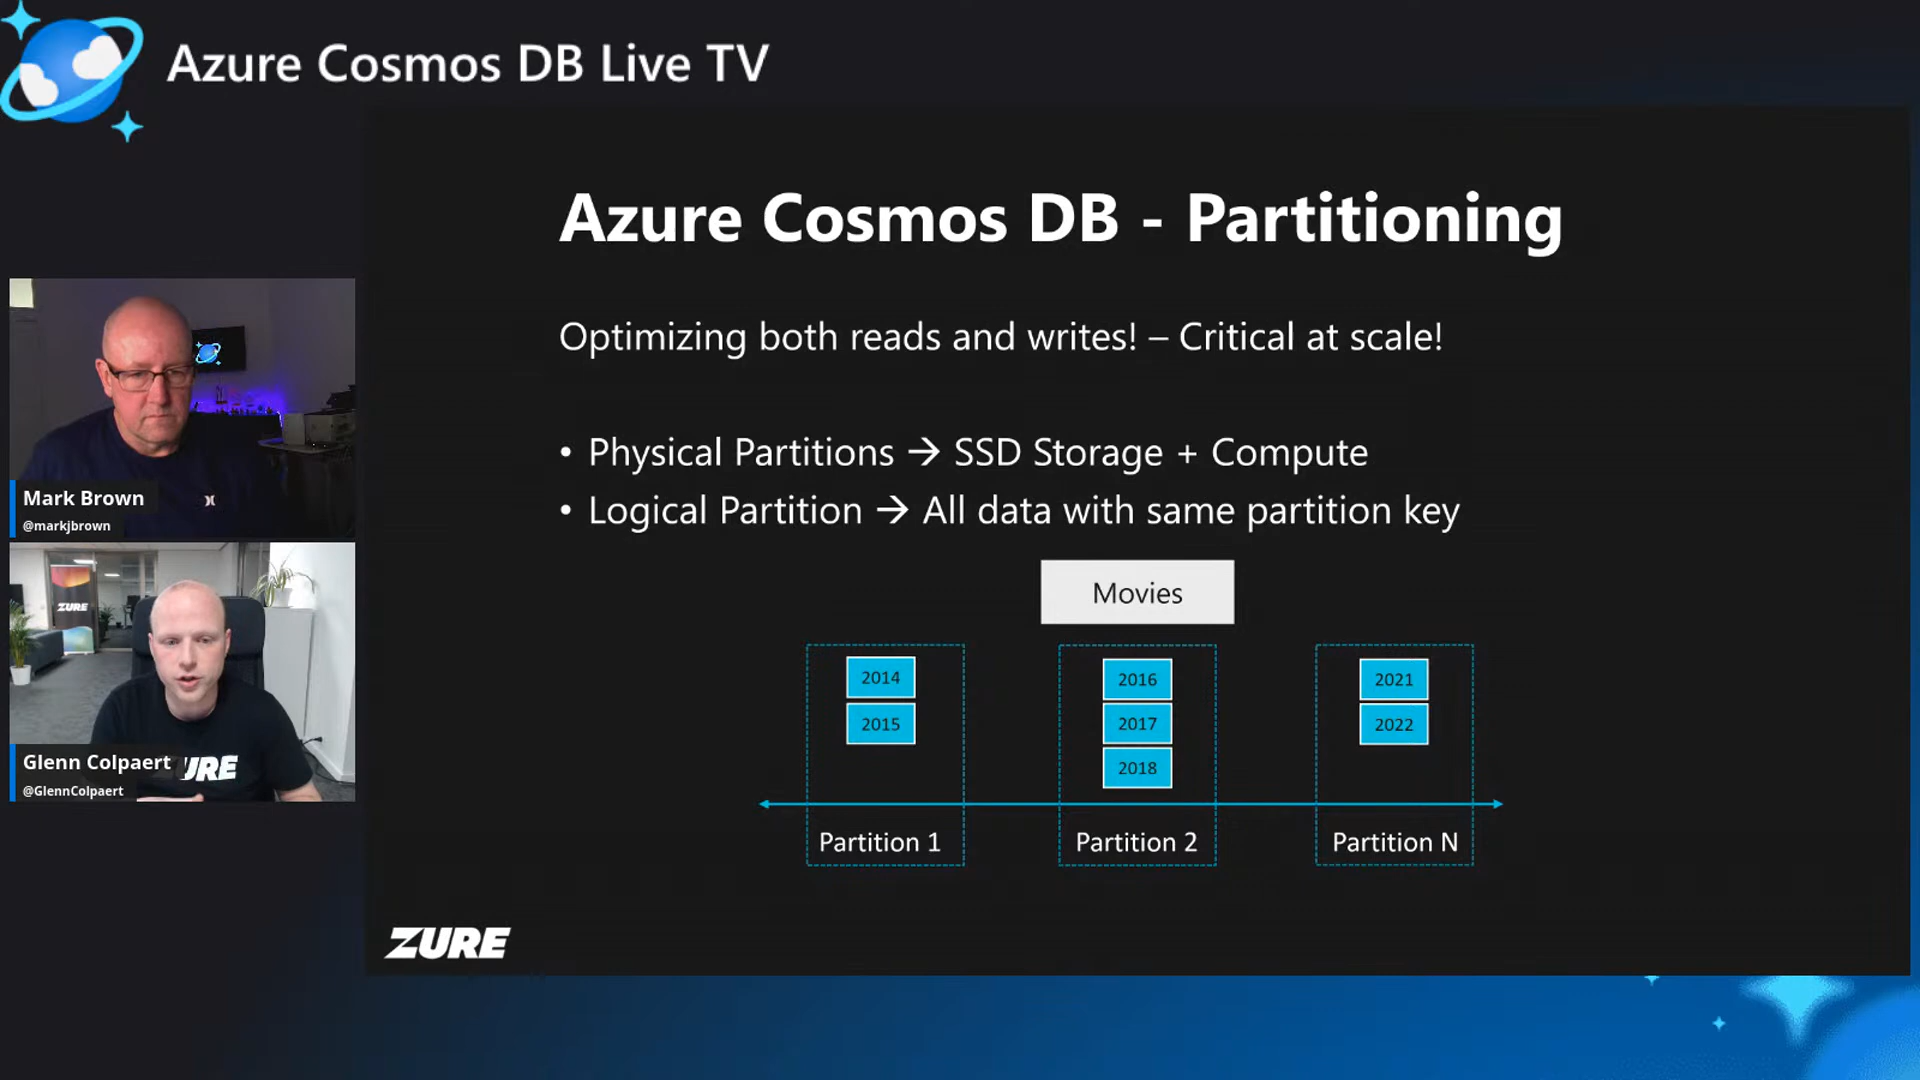 Azure Cosmos DB Live TV
Azure Cosmos DB - Partitioning
Optimizing both reads and writes! – Critical at scale!
• Physical Partitions → SSD Storage + Compute
• Logical Partition → All data with same partition key
Movies
2014
2015
2016
2017
2018
2021
2022
Partition 1
Partition 2
Partition N
ZURE
Mark Brown
@markjbrown
ZURE
Glenn Colpaert
URE
@GlennColpaert